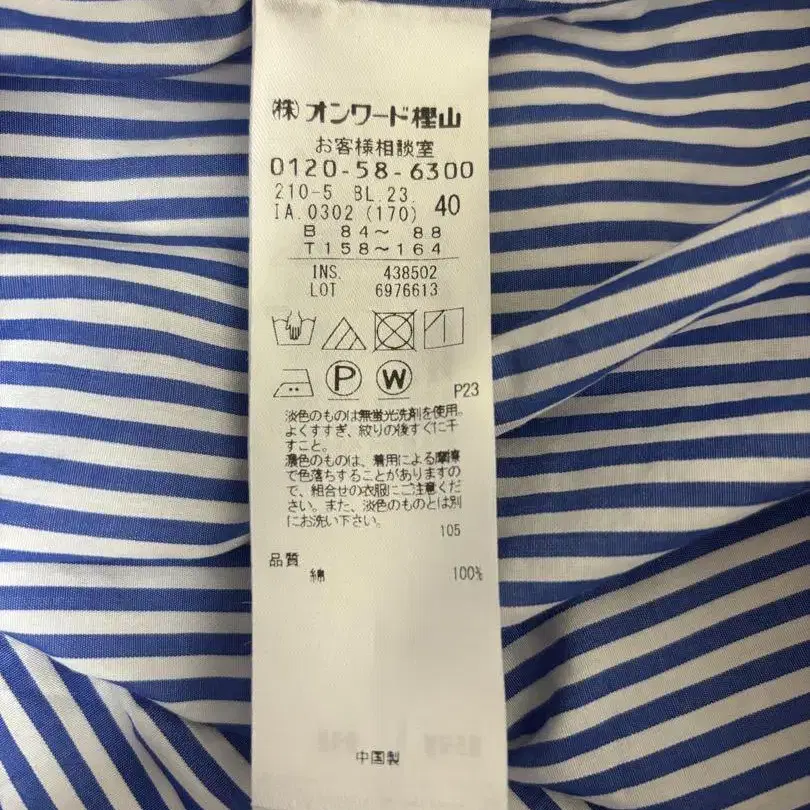 (株)オンワード樫山
お客様相談室
0120-58-6300
210-5 BL.23.
IA.0302 (170) 40
B 84~ 88
T158~164
INS. 438502
LOT 6976613
P W
P23
淡色のものは無蛍光洗剤を使用。
よくすすぎ、絞りの後すぐに干
すこと。
濃色のものは、着用による摩擦
で色落ちすることがありますの
で、組合せの衣服にご注意くだ
さい。また、淡色のものとは別
にお洗い下さい。
105
品質
綿 100%
中国製